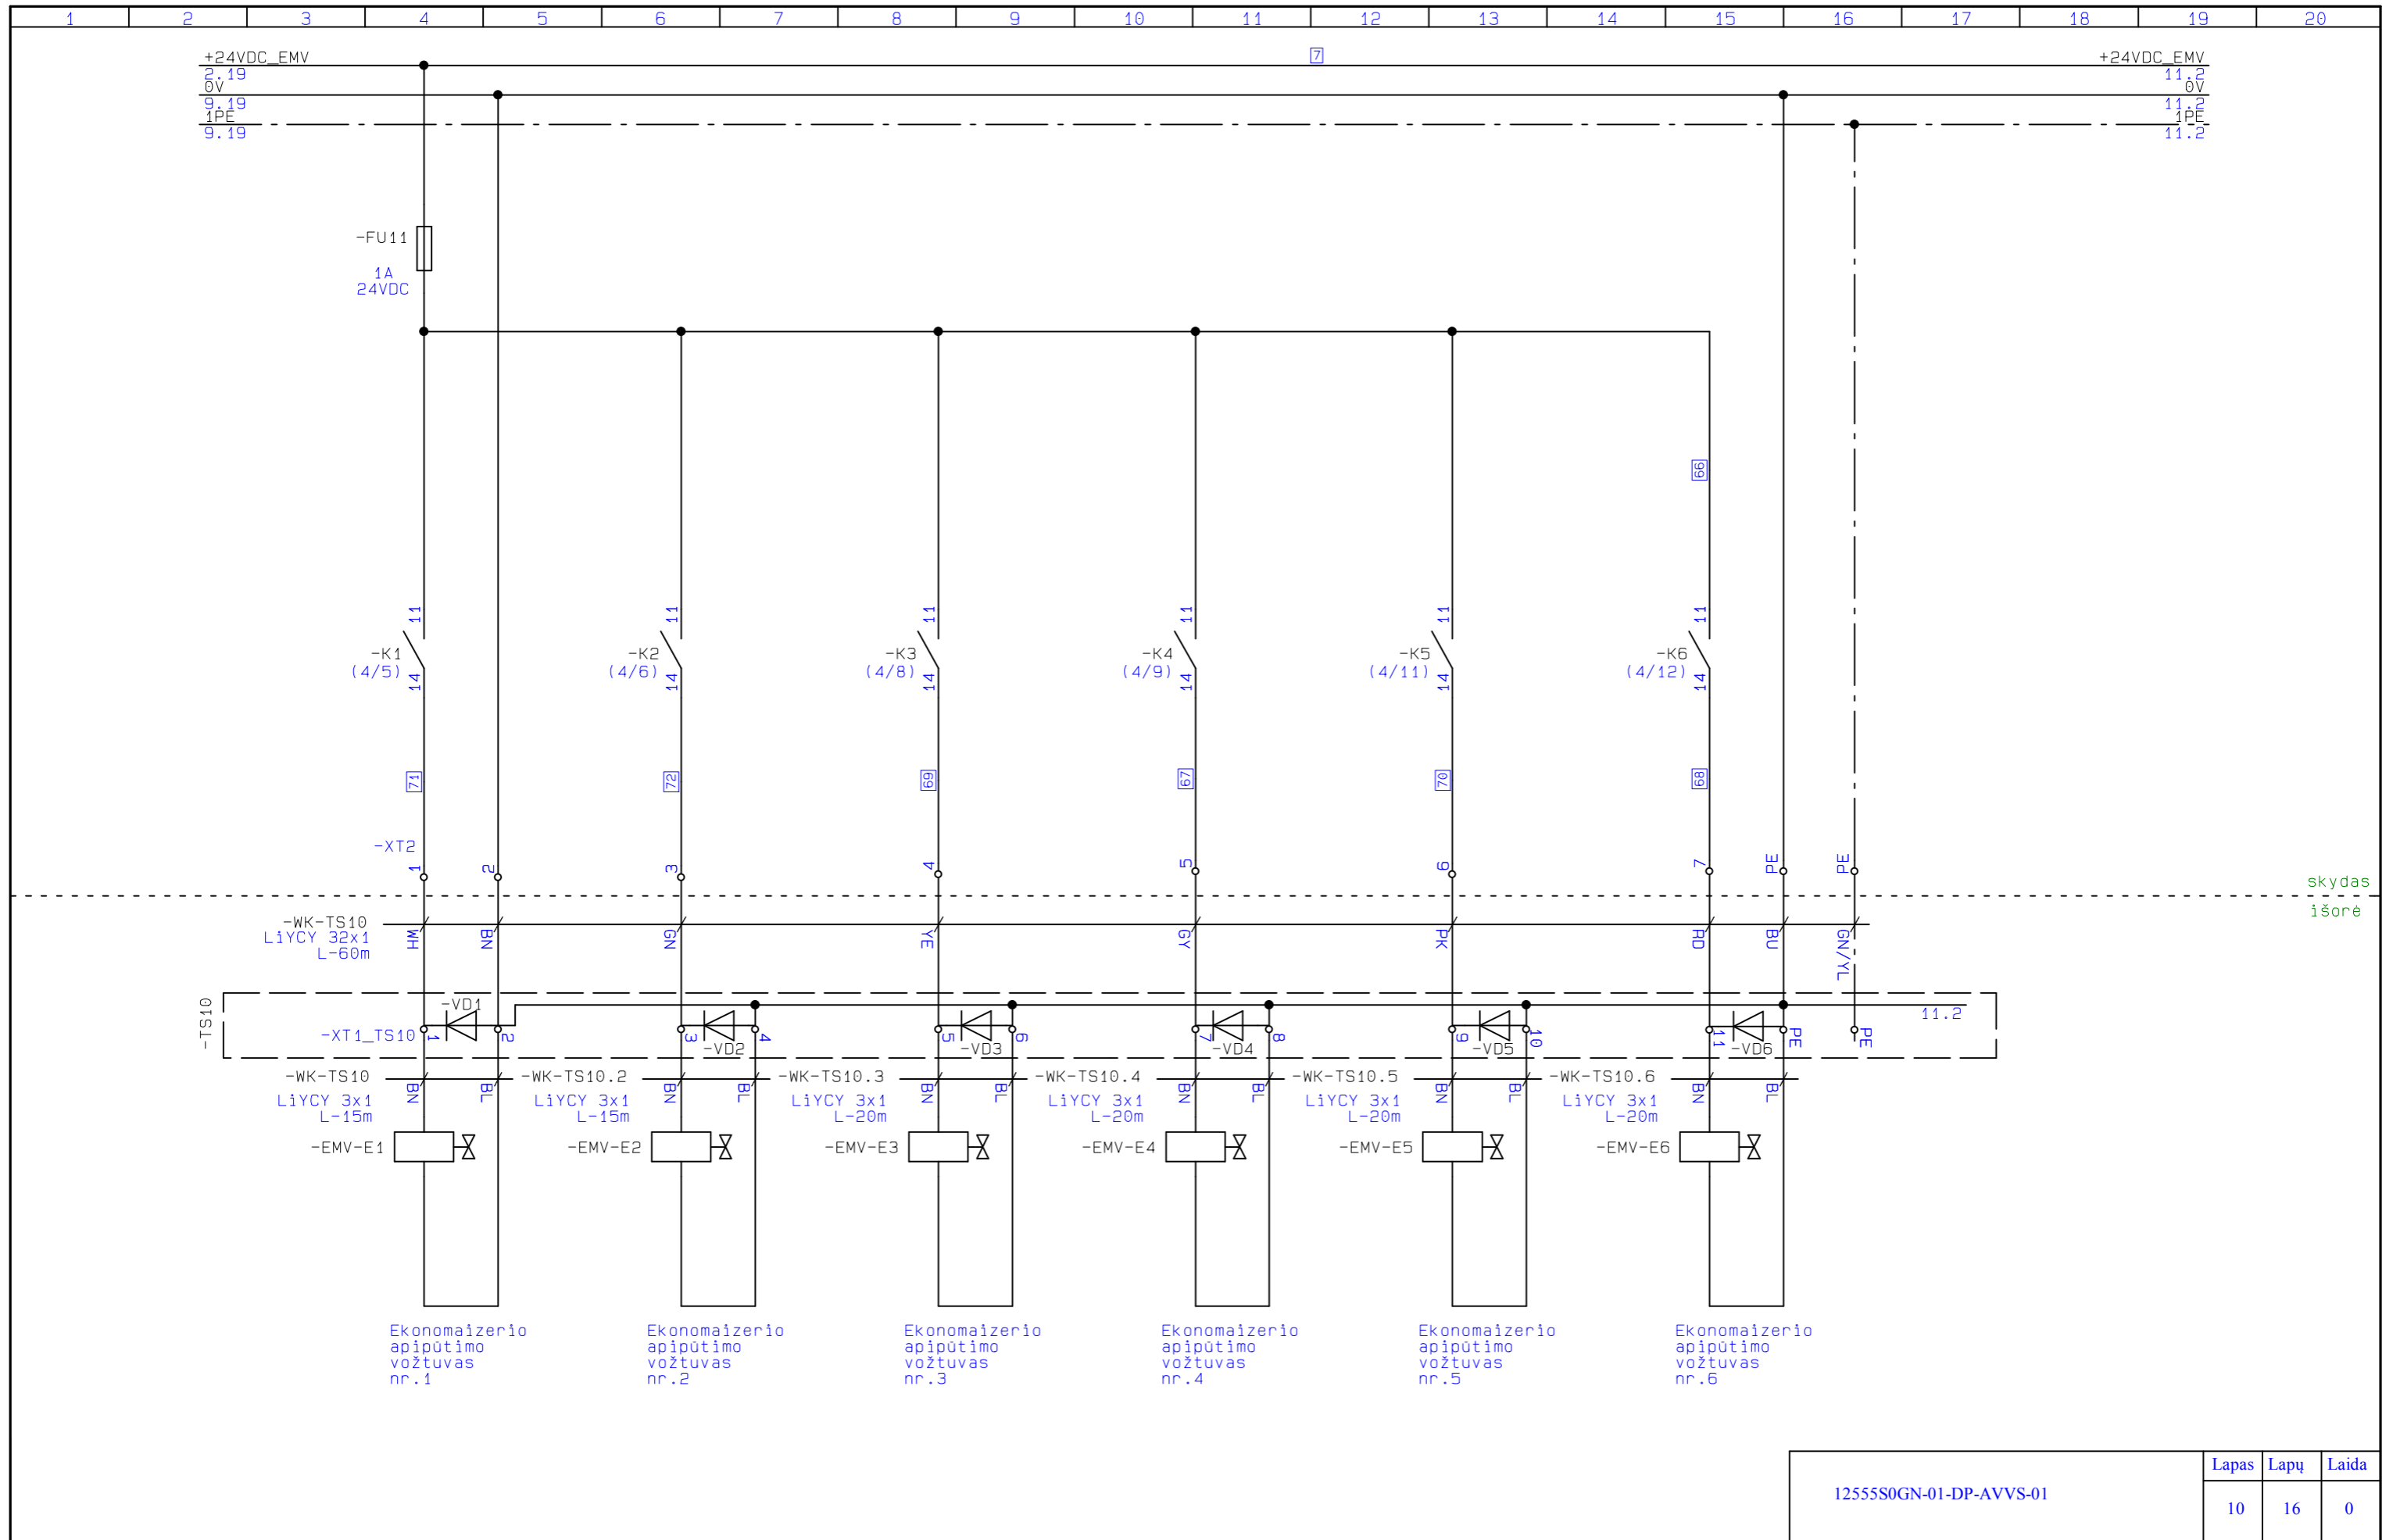 1 2 3 4 5 6 7 8 9 10 11 12 13 14 15 16 17 18 19 20
+24VDC_EMV 7 +24VDC_EMV
2.19 11.2
0V 0V
9.19 11.2
1PE 1PE
9.19 11.2
-FU11
1A
24VDC
66
11 11 11 11 11 11
-K1 -K2 -K3 -K4 -K5 -K6
(4/5) (4/6) (4/8) (4/9) (4/11) (4/12)
14 14 14 14 14 14
71 72 69 67 70 68
-XT2
1 2 3 4 5 6 7 PE PE
skydas
išorė
-WK-TS10
LiYCY 32x1
L-60m
WH BN GN YE GY PK RD BU GN/YL
-TS10
-VD1
11.2
-XT1_TS10 1 2 3 4 5 6 7 8 9 10 11 PE PE
-VD2 -VD3 -VD4 -VD5 -VD6
-WK-TS10 -WK-TS10.2 -WK-TS10.3 -WK-TS10.4 -WK-TS10.5 -WK-TS10.6
BN BL BN BL BN BL BN BL BN BL BN BL
LiYCY 3x1 LiYCY 3x1 LiYCY 3x1 LiYCY 3x1 LiYCY 3x1 LiYCY 3x1
L-15m L-15m L-20m L-20m L-20m L-20m
-EMV-E1 -EMV-E2 -EMV-E3 -EMV-E4 -EMV-E5 -EMV-E6
Ekonomaizerio Ekonomaizerio Ekonomaizerio Ekonomaizerio Ekonomaizerio Ekonomaizerio
apipūtimo apipūtimo apipūtimo apipūtimo apipūtimo apipūtimo
vožtuvas vožtuvas vožtuvas vožtuvas vožtuvas vožtuvas
nr.1 nr.2 nr.3 nr.4 nr.5 nr.6
Lapas Lapų Laida
12555S0GN-01-DP-AVVS-01 10 16 0